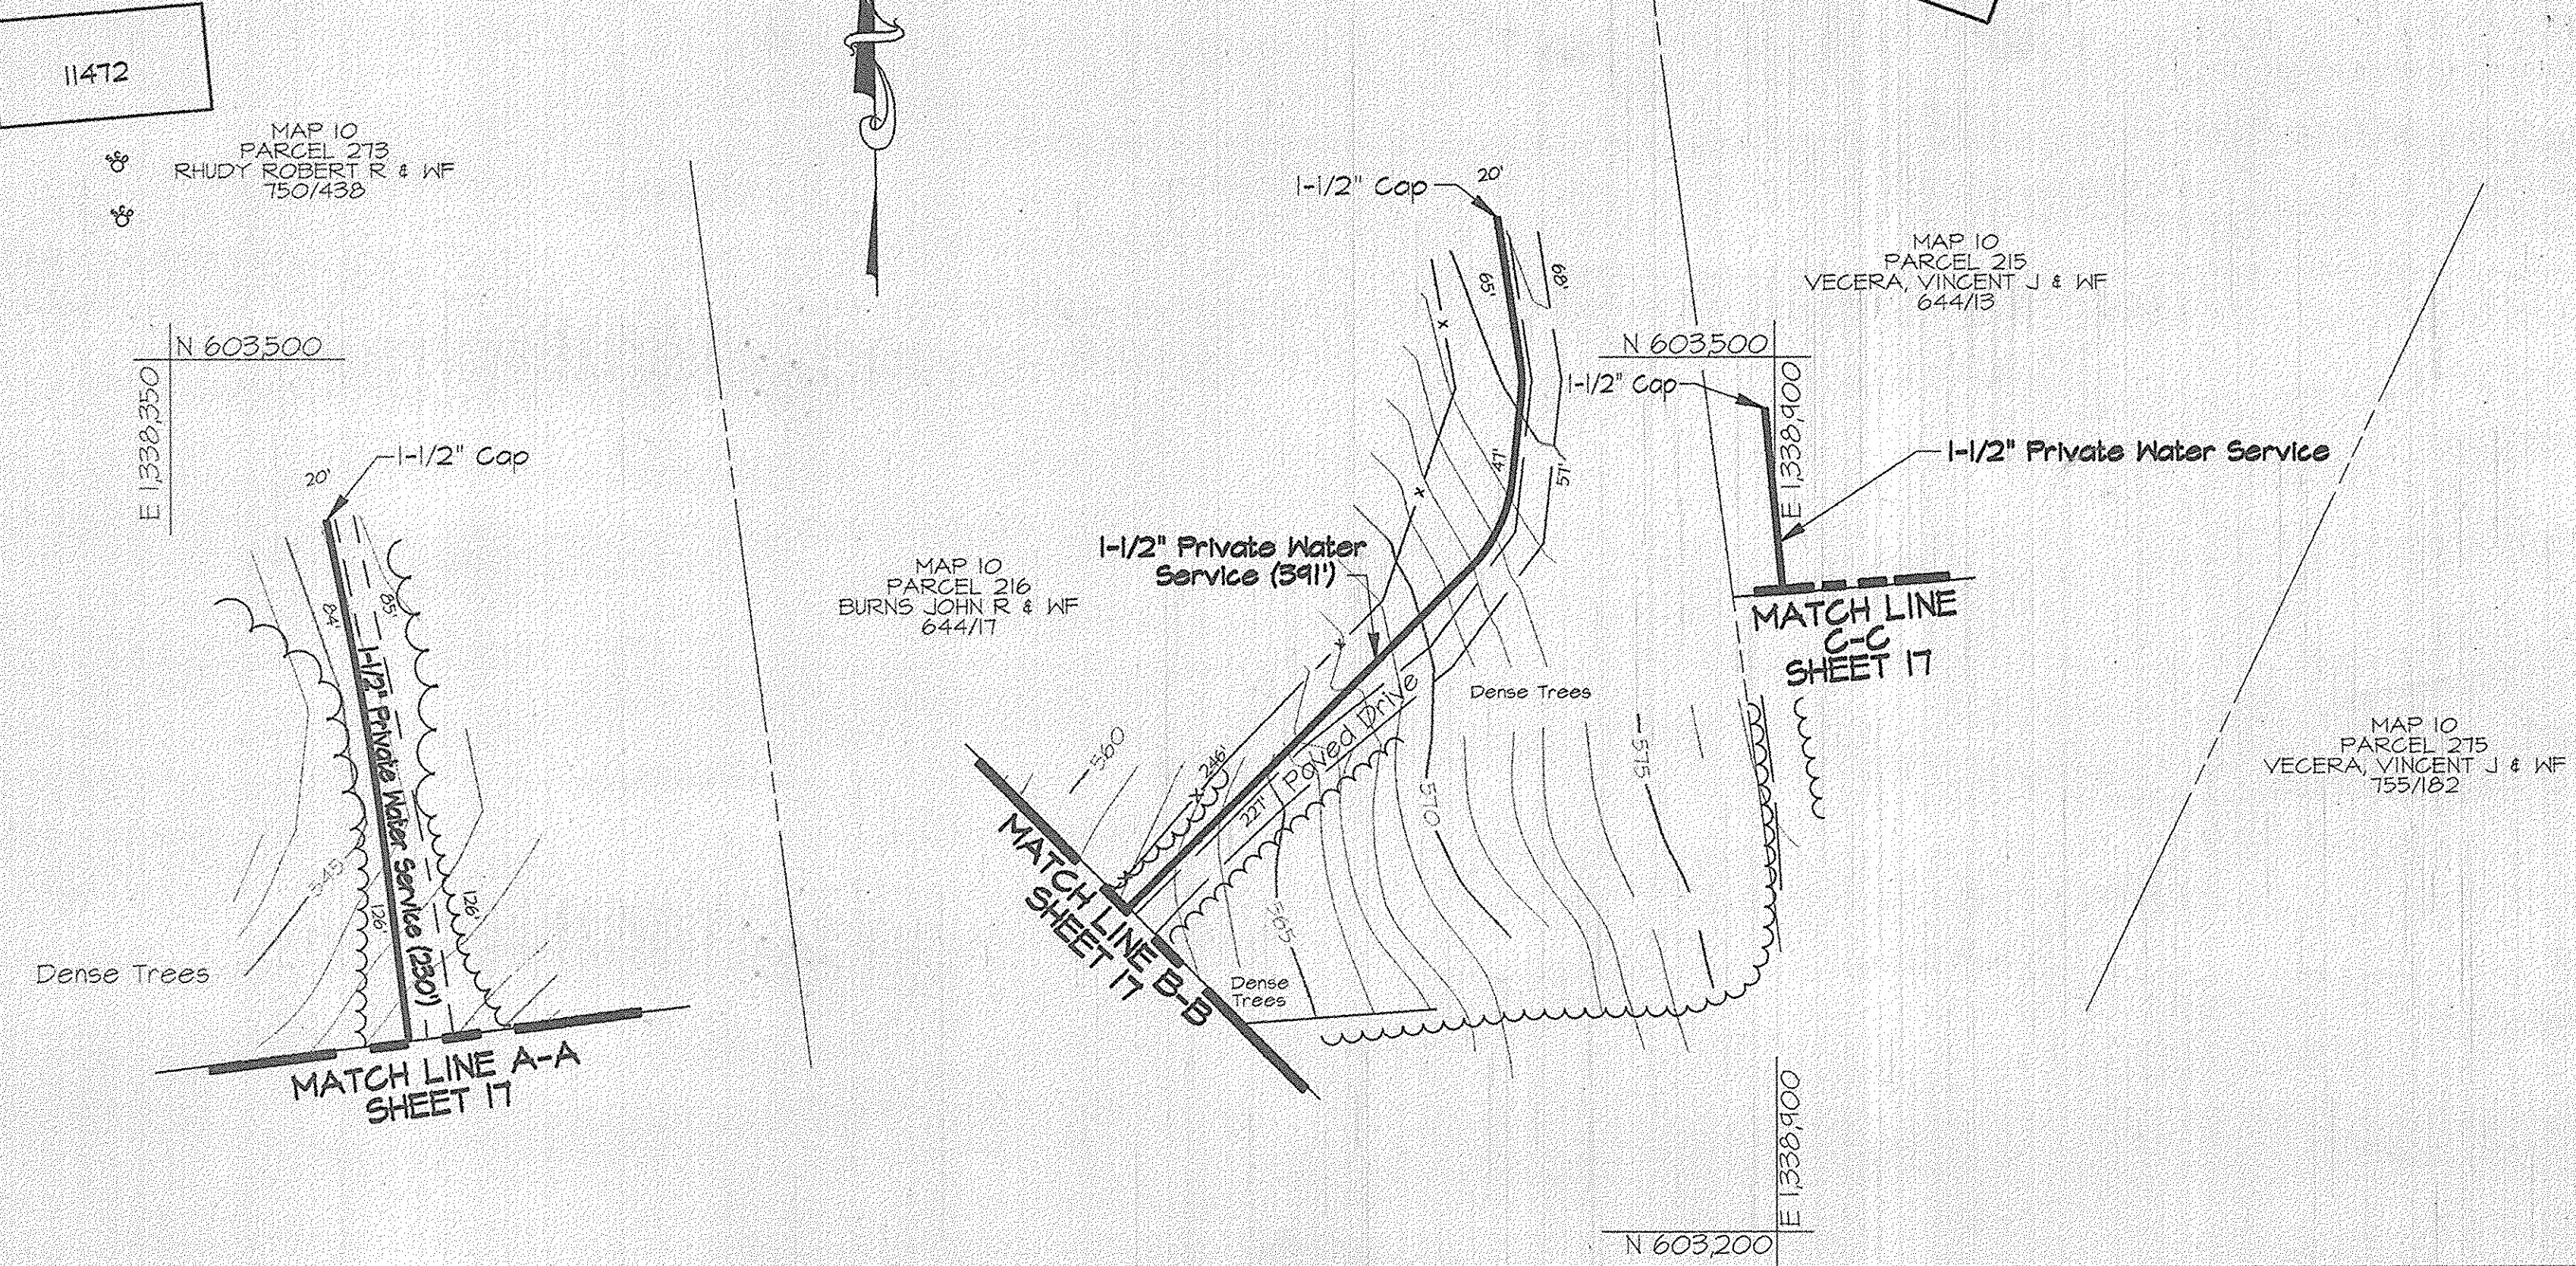 11472
MAP 10
PARCEL 273
RHUDY ROBERT R & WF
750/438
N 603,500
E 1,338,350
20'
1-1/2" Cap
84'
85'
1-1/2" Private Water Service (230')
126'
126'
545
Dense Trees
MATCH LINE A-A
SHEET 17
MAP 10
PARCEL 216
BURNS JOHN R & WF
644/17
1-1/2" Cap
20'
65'
68'
47'
57'
1-1/2" Private Water
Service (391')
246'
227'
Paved Drive
560
565
570
575
Dense Trees
Dense
Trees
MATCH LINE B-B
SHEET 17
MAP 10
PARCEL 215
VECERA, VINCENT J & WF
644/13
N 603,500
E 1,338,900
1-1/2" Cap
1-1/2" Private Water Service
MATCH LINE
C-C
SHEET 17
MAP 10
PARCEL 275
VECERA, VINCENT J & WF
755/182
E 1,338,900
N 603,200